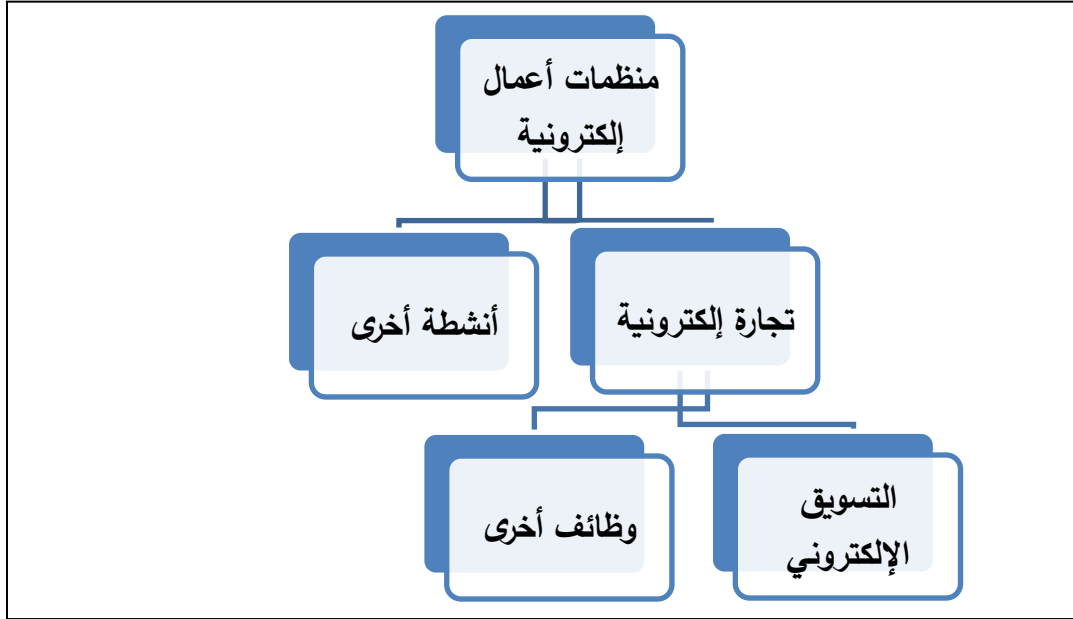 منظمات أعمال
إلكترونية
تجارة إلكترونية
أنشطة أخرى
التسويق
الإلكتروني
وظائف أخرى